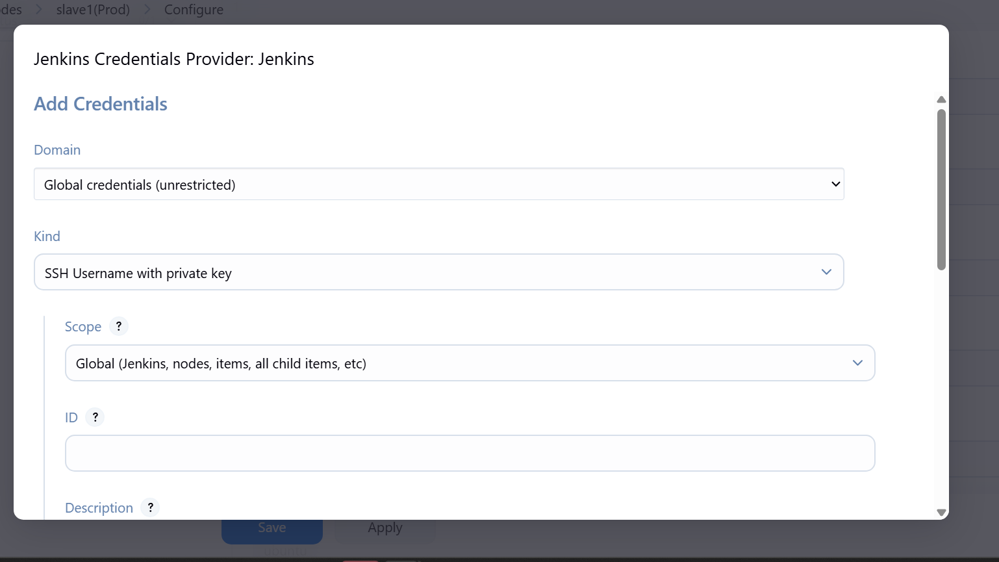 des > slave1(Prod) > Configure
Jenkins Credentials Provider: Jenkins
Add Credentials
Domain
Global credentials (unrestricted)
Kind
SSH Username with private key
Scope ?
Global (Jenkins, nodes, items, all child items, etc)
ID ?
Description ?
Save Apply